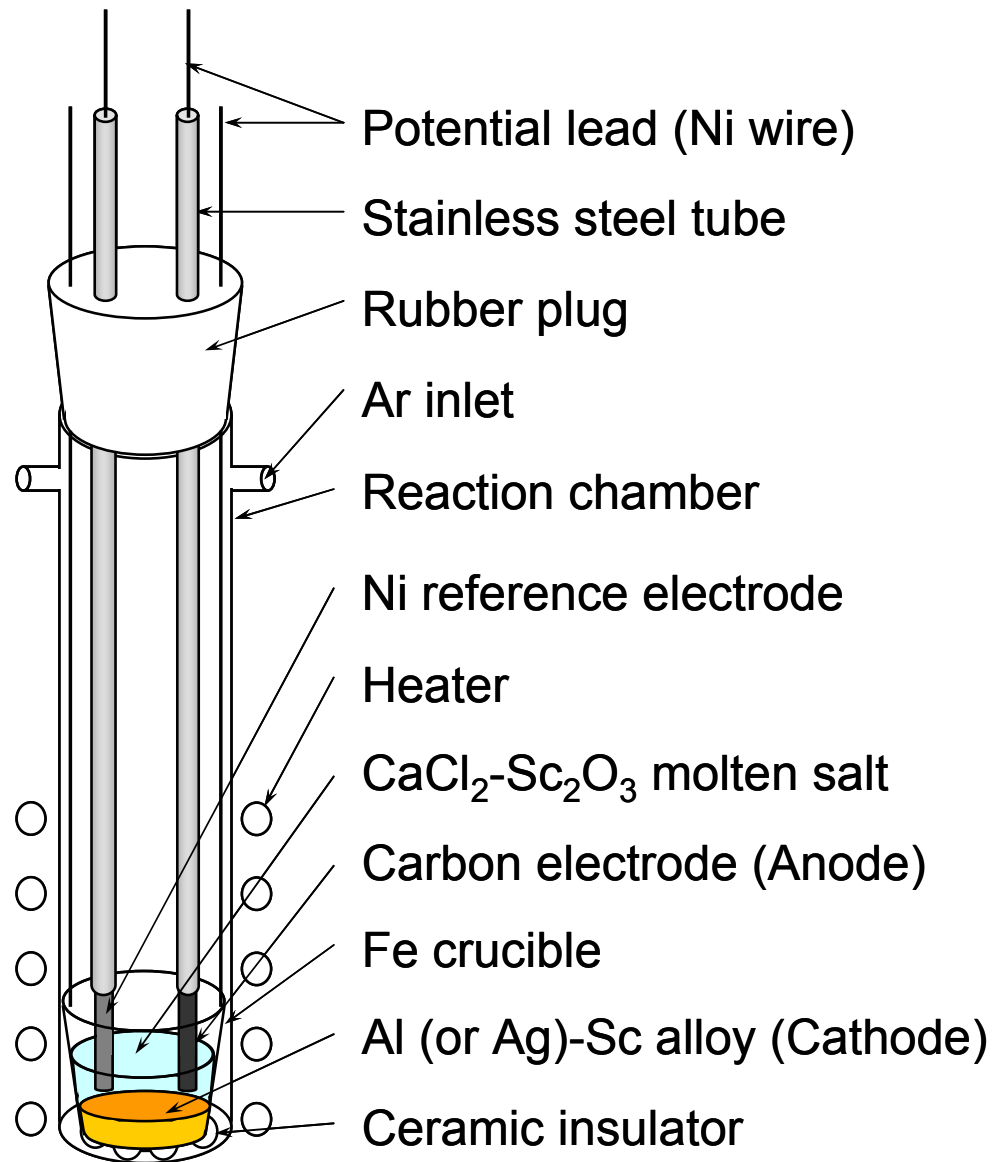 Potential lead (Ni wire)
Stainless steel tube
Rubber plug
Ar inlet
Reaction chamber
Ni reference electrode
Heater
CaCl₂-Sc₂O₃ molten salt
Carbon electrode (Anode)
Fe crucible
Al (or Ag)-Sc alloy (Cathode)
Ceramic insulator